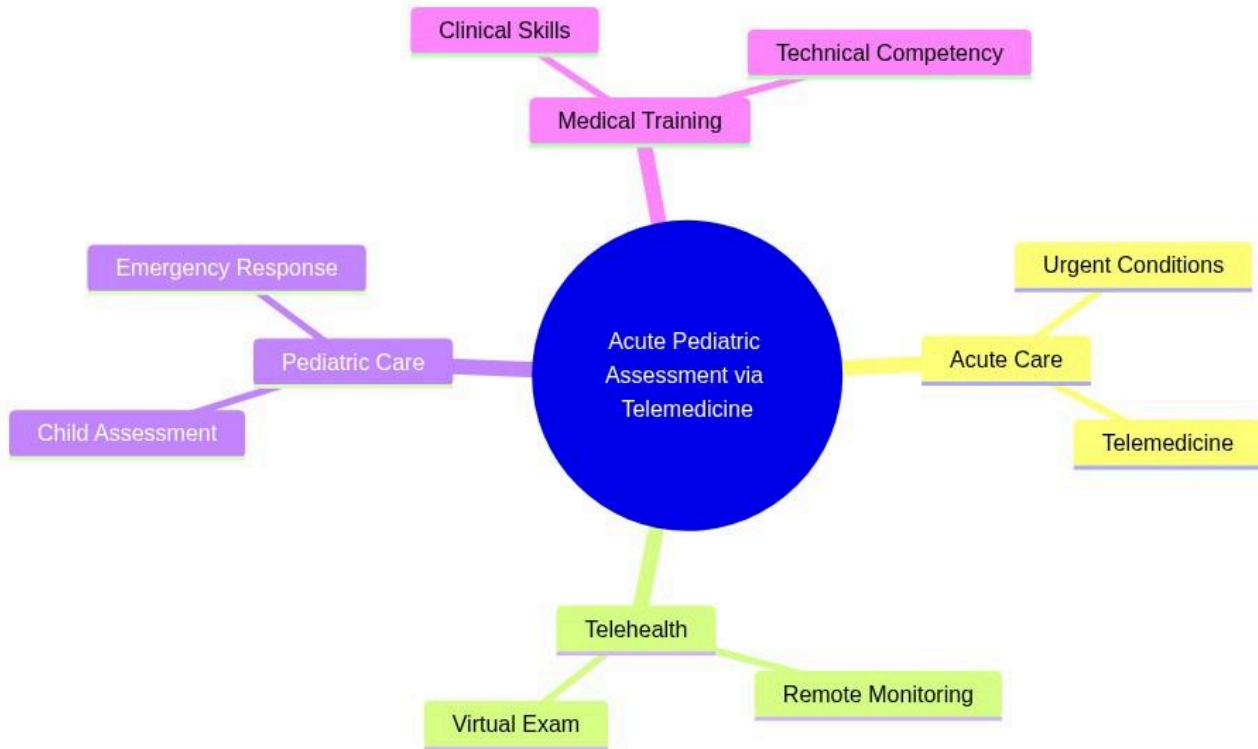 Clinical Skills
Technical Competency
Medical Training
Emergency Response
Urgent Conditions
Pediatric Care
Acute Pediatric
Assessment via
Telemedicine
Acute Care
Child Assessment
Telemedicine
Telehealth
Remote Monitoring
Virtual Exam